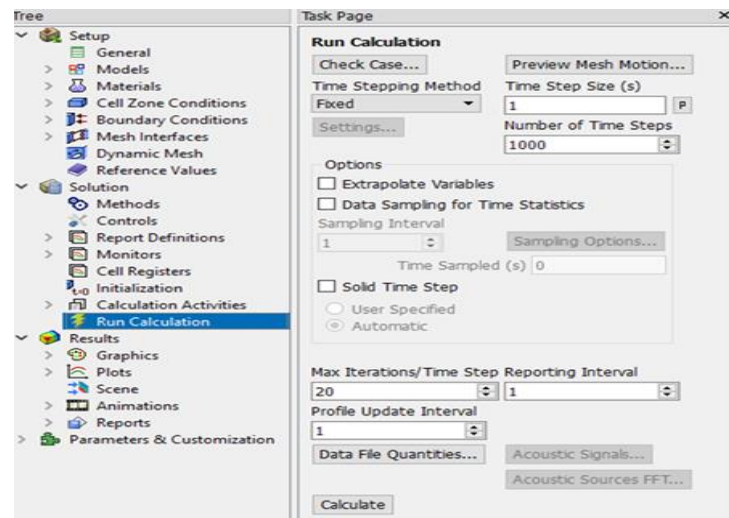 Tree
Setup
General
Models
Materials
Cell Zone Conditions
Boundary Conditions
Mesh Interfaces
Dynamic Mesh
Reference Values
Solution
Methods
Controls
Report Definitions
Monitors
Cell Registers
Initialization
Calculation Activities
Run Calculation
Results
Graphics
Plots
Scene
Animations
Reports
Parameters & Customization
Task Page
Run Calculation
Check Case... Preview Mesh Motion...
Time Stepping Method Time Step Size (s)
Fixed 1 P
Settings... Number of Time Steps
1000
Options
Extrapolate Variables
Data Sampling for Time Statistics
Sampling Interval
1 Sampling Options...
Time Sampled (s) 0
Solid Time Step
User Specified
Automatic
Max Iterations/Time Step Reporting Interval
20 1
Profile Update Interval
1
Data File Quantities... Acoustic Signals...
Acoustic Sources FFT...
Calculate